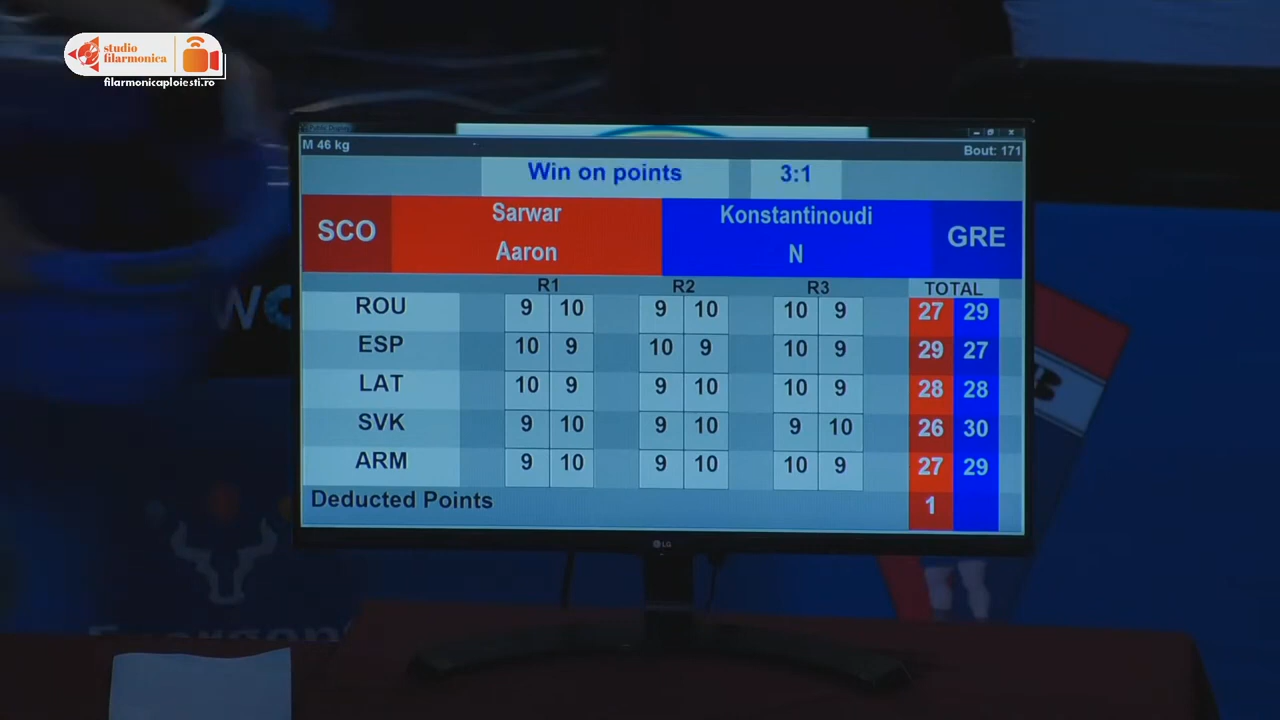 studio
filarmonica
filarmonicaploiesti.ro
M 46 kg
Bout: 171
Win on points 3:1
SCO Sarwar Aaron Konstantinoudi N GRE
R1 R2 R3 TOTAL
ROU 9 10 9 10 10 9 27 29
ESP 10 9 10 9 10 9 29 27
LAT 10 9 9 10 10 9 28 28
SVK 9 10 9 10 9 10 26 30
ARM 9 10 9 10 10 9 27 29
Deducted Points 1
LG